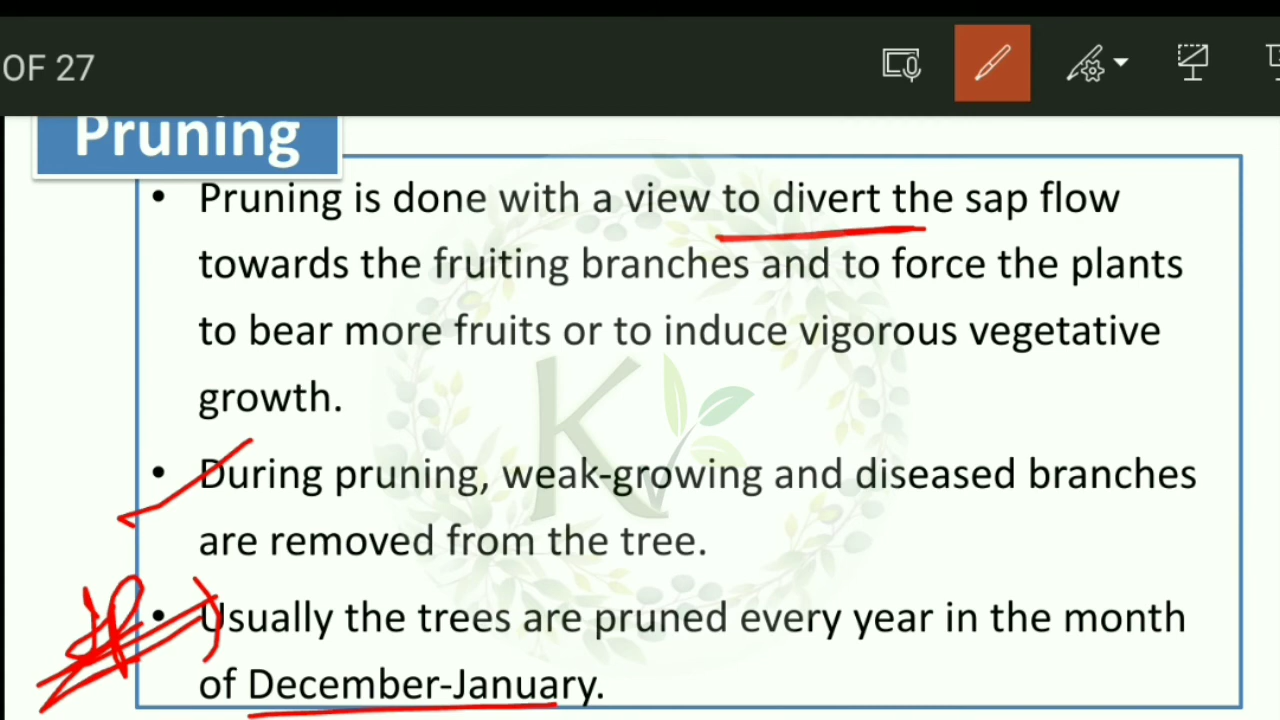 OF 27
Pruning
• Pruning is done with a view to divert the sap flow
towards the fruiting branches and to force the plants
to bear more fruits or to induce vigorous vegetative
growth.
• During pruning, weak-growing and diseased branches
are removed from the tree.
• Usually the trees are pruned every year in the month
of December-January.
K